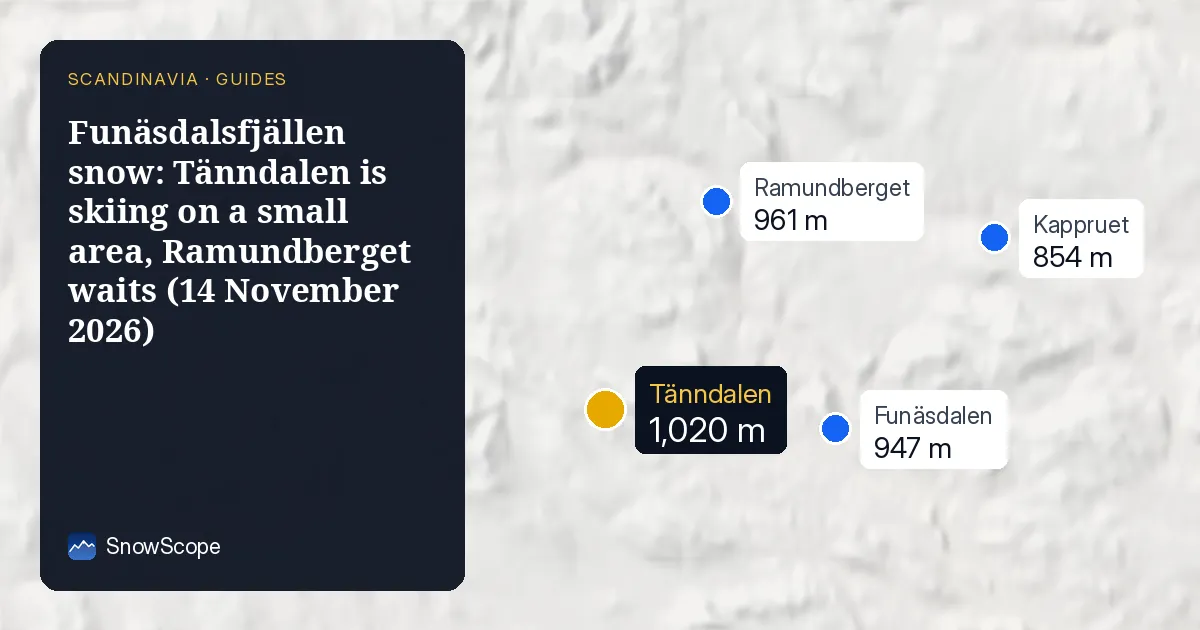 SCANDINAVIA · GUIDES
Funäsdalsfjällen
snow: Tänndalen is
skiing on a small
area, Ramundberget
waits (14 November
2026)
SnowScope
Ramundberget
961 m
Kappruet
854 m
Tänndalen
1,020 m
Funäsdalen
947 m